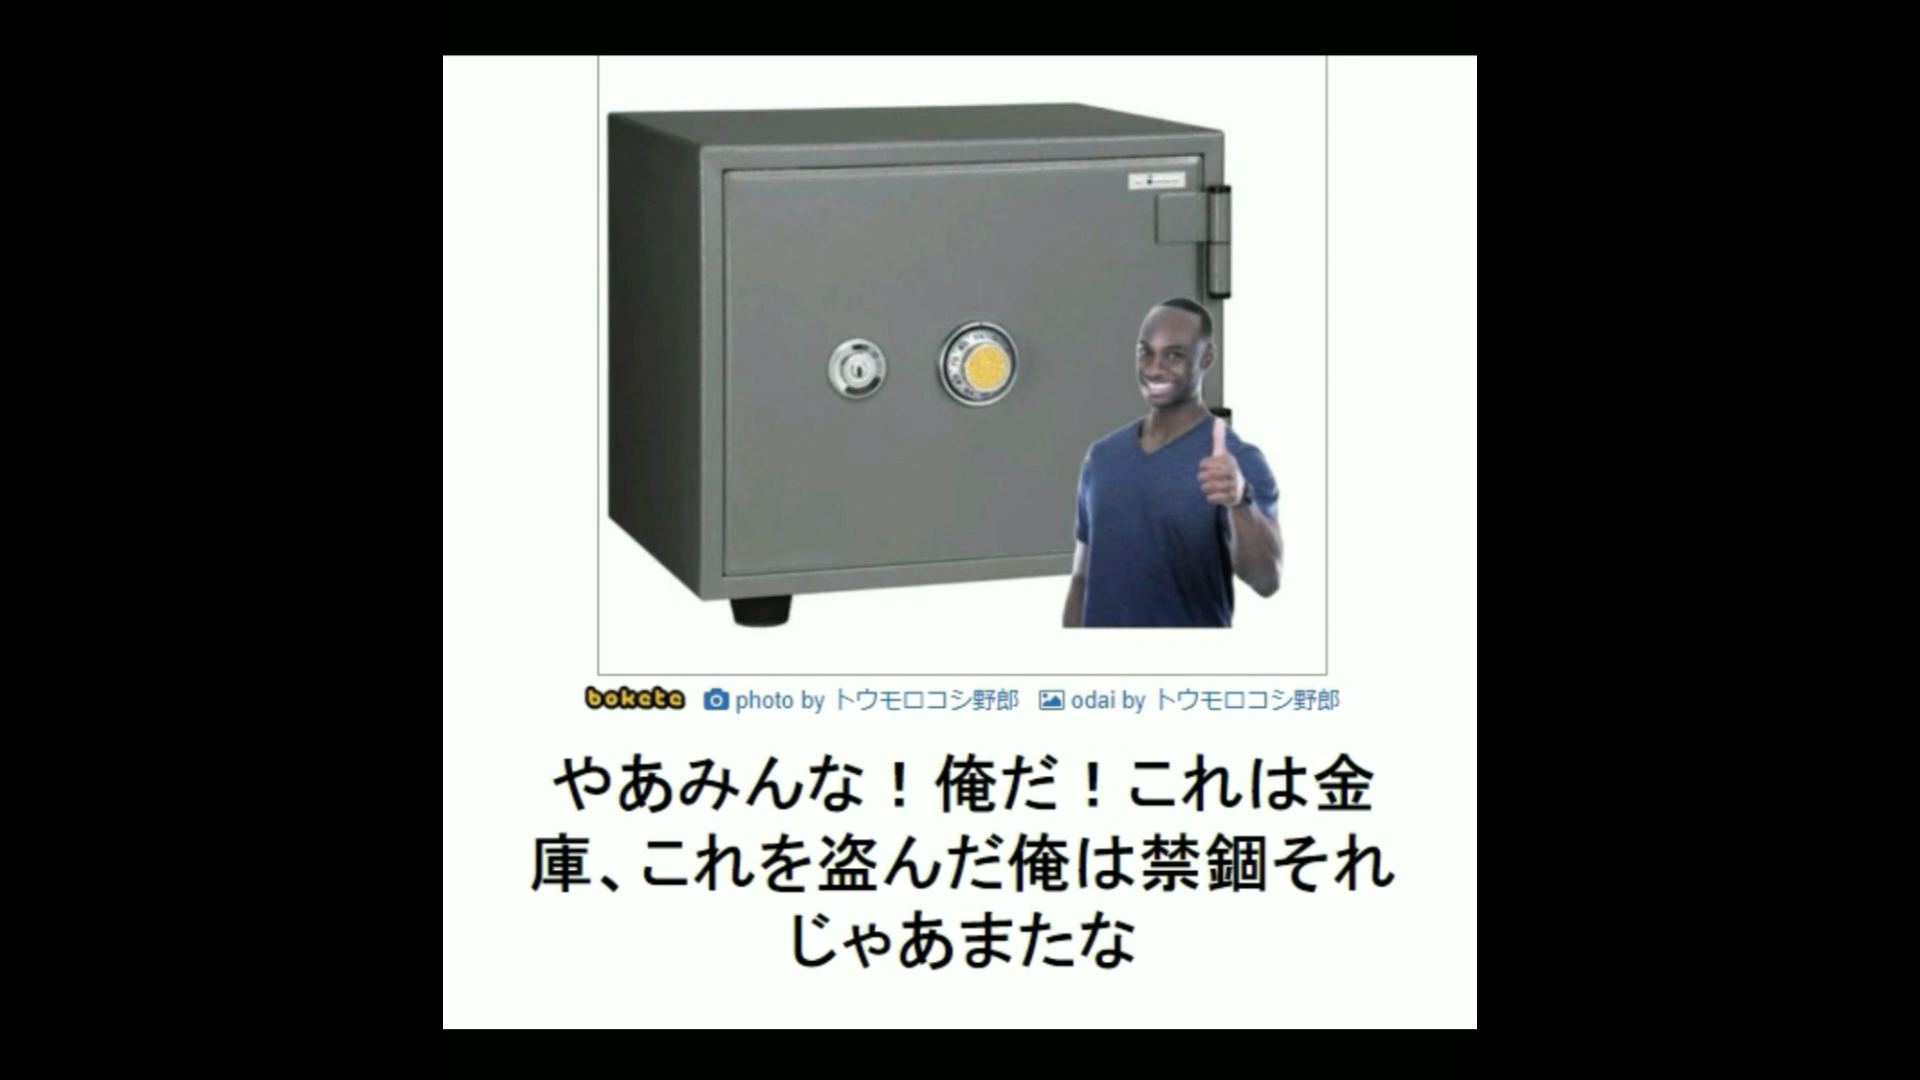 bokete photo by トウモロコシ野郎 odai by トウモロコシ野郎
やあみんな！俺だ！これは金
庫、これを盗んだ俺は禁錮それ
じゃあまたな